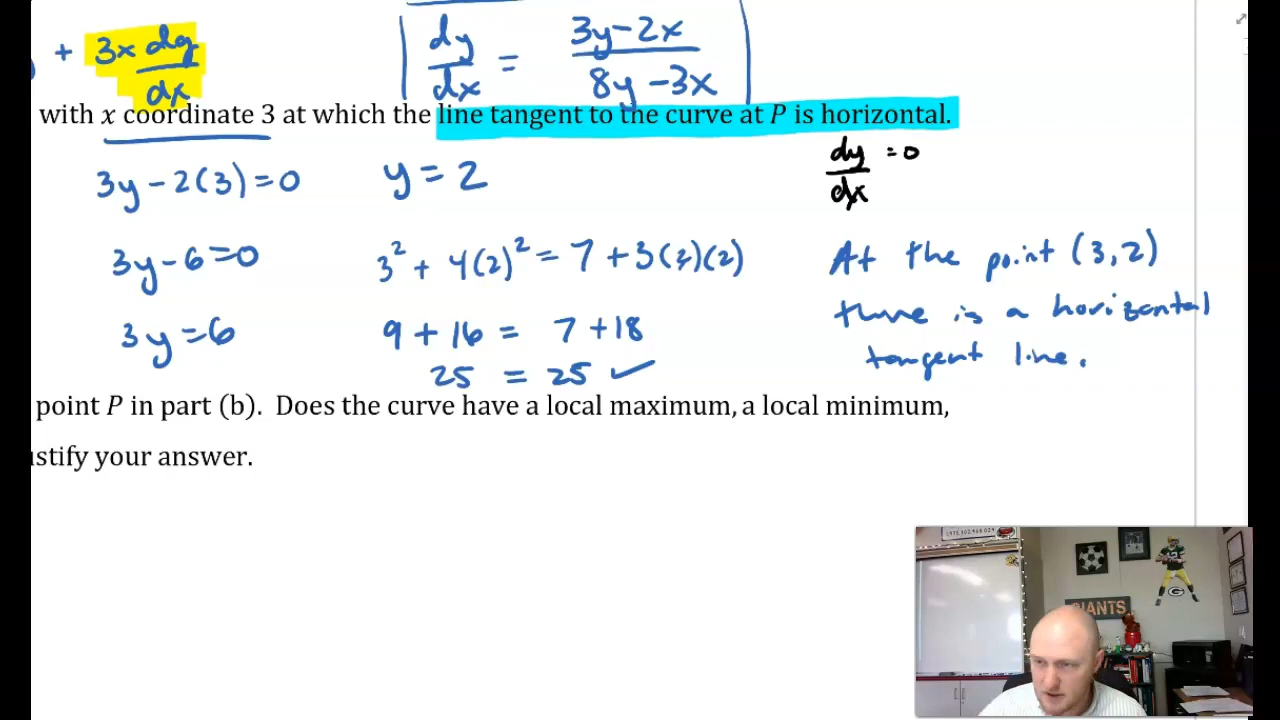 + 3x dy/dx
dy/dx = 3y-2x / 8y-3x
with x coordinate 3 at which the line tangent to the curve at P is horizontal.
dy/dx = 0
3y - 2(3) = 0
y = 2
3y - 6 = 0
3² + 4(2)² = 7 + 3(3)(2)
At the point (3, 2)
there is a horizontal
tangent line.
3y = 6
9 + 16 = 7 + 18
25 = 25 ✓
point P in part (b). Does the curve have a local maximum, a local minimum,
ustify your answer.
GIANTS
G